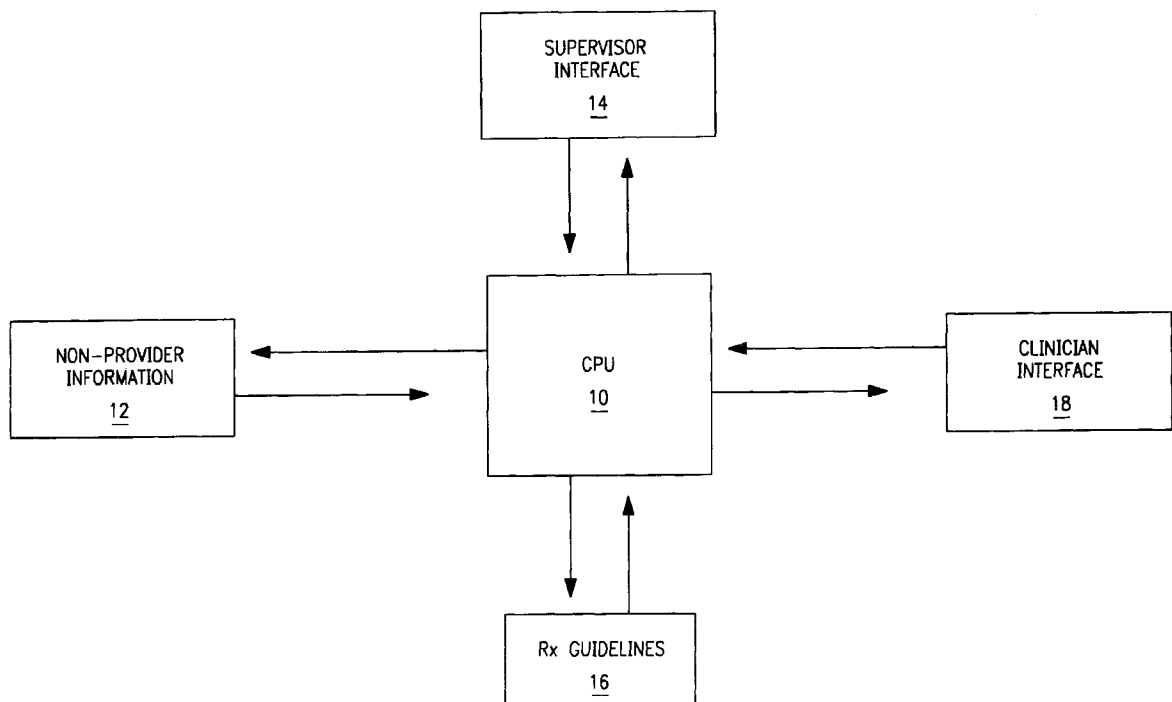 SUPERVISOR
INTERFACE
14
NON-PROVIDER
INFORMATION
12
CPU
10
CLINICIAN
INTERFACE
18
Rx GUIDELINES
16